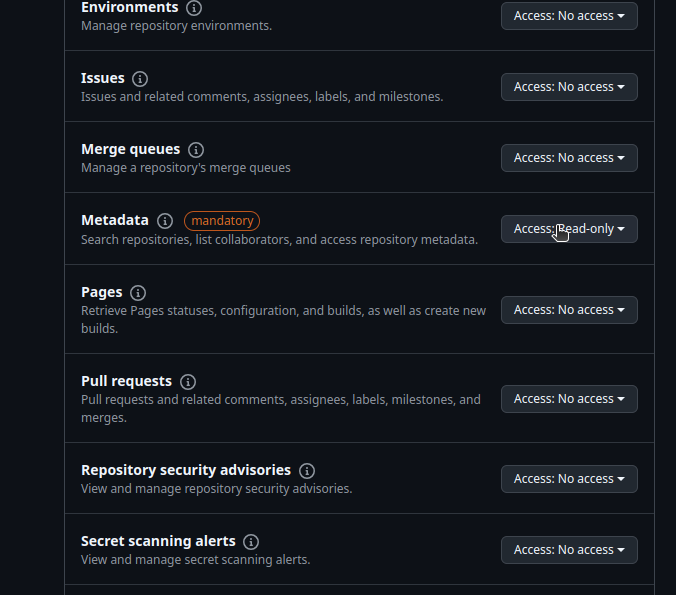 Environments
Manage repository environments.
Access: No access
Issues
Issues and related comments, assignees, labels, and milestones.
Access: No access
Merge queues
Manage a repository's merge queues
Access: No access
Metadata mandatory
Search repositories, list collaborators, and access repository metadata.
Access: Read-only
Pages
Retrieve Pages statuses, configuration, and builds, as well as create new
builds.
Access: No access
Pull requests
Pull requests and related comments, assignees, labels, milestones, and
merges.
Access: No access
Repository security advisories
View and manage repository security advisories.
Access: No access
Secret scanning alerts
View and manage secret scanning alerts.
Access: No access